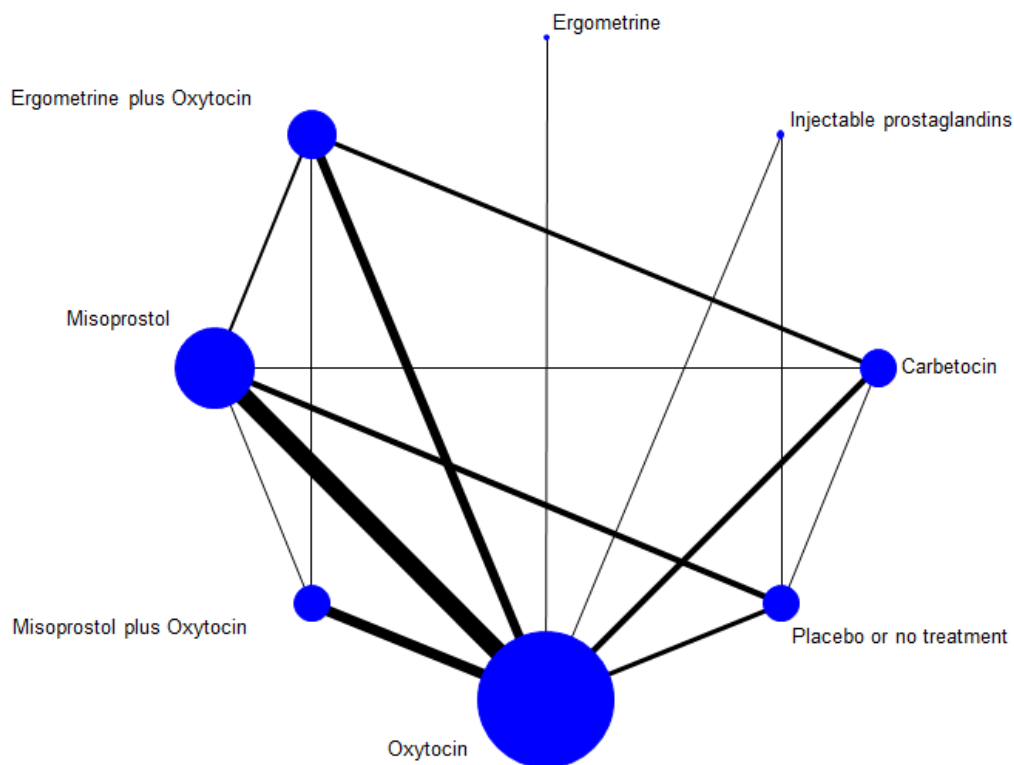 Ergometrine
Ergometrine plus Oxytocin
Injectable prostaglandins
Misoprostol
Carbetocin
Misoprostol plus Oxytocin
Placebo or no treatment
Oxytocin